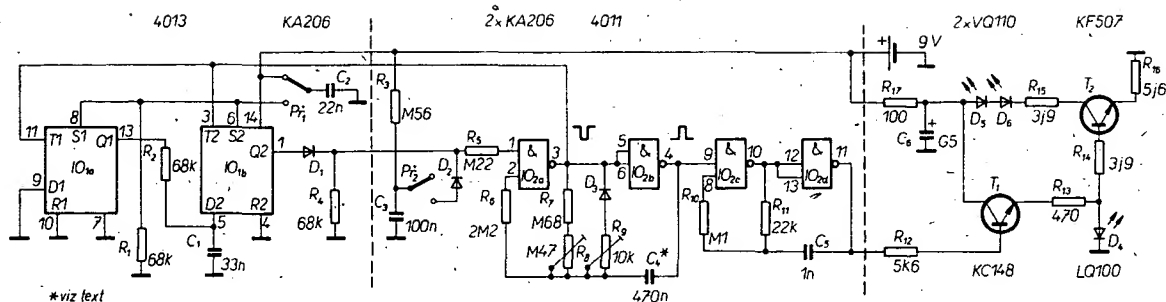 4013 KA206 2x KA206 4011 2xVQ110 KF507
8 3 6 14 C2 22n R3 M56 9V R16 5j6
11 T1 S1 Q1 13 T2 S2 Př1 + R17 100 T2
IO1a R2 68k IO1b Q2 1 D1 R5 M22 1 & 3 5 6 & 4 9 & 10 12 13 & 11 C6 + G5 D5 D6 R15 3j9
9 D1 R1 D2 R2 R4 68k Př2 D2 R6 2 IO2a IO2b 8 IO2c IO2d R14 3j9
10 7 5 4 C3 100n 2M2 R7 M68 D3 R10 M1 R11 22k T1 R13 470
R1 68k C1 33n M47 R8 R9 10k C4* 470n C5 1n R12 5k6 D4
*viz text KC148 LQ100